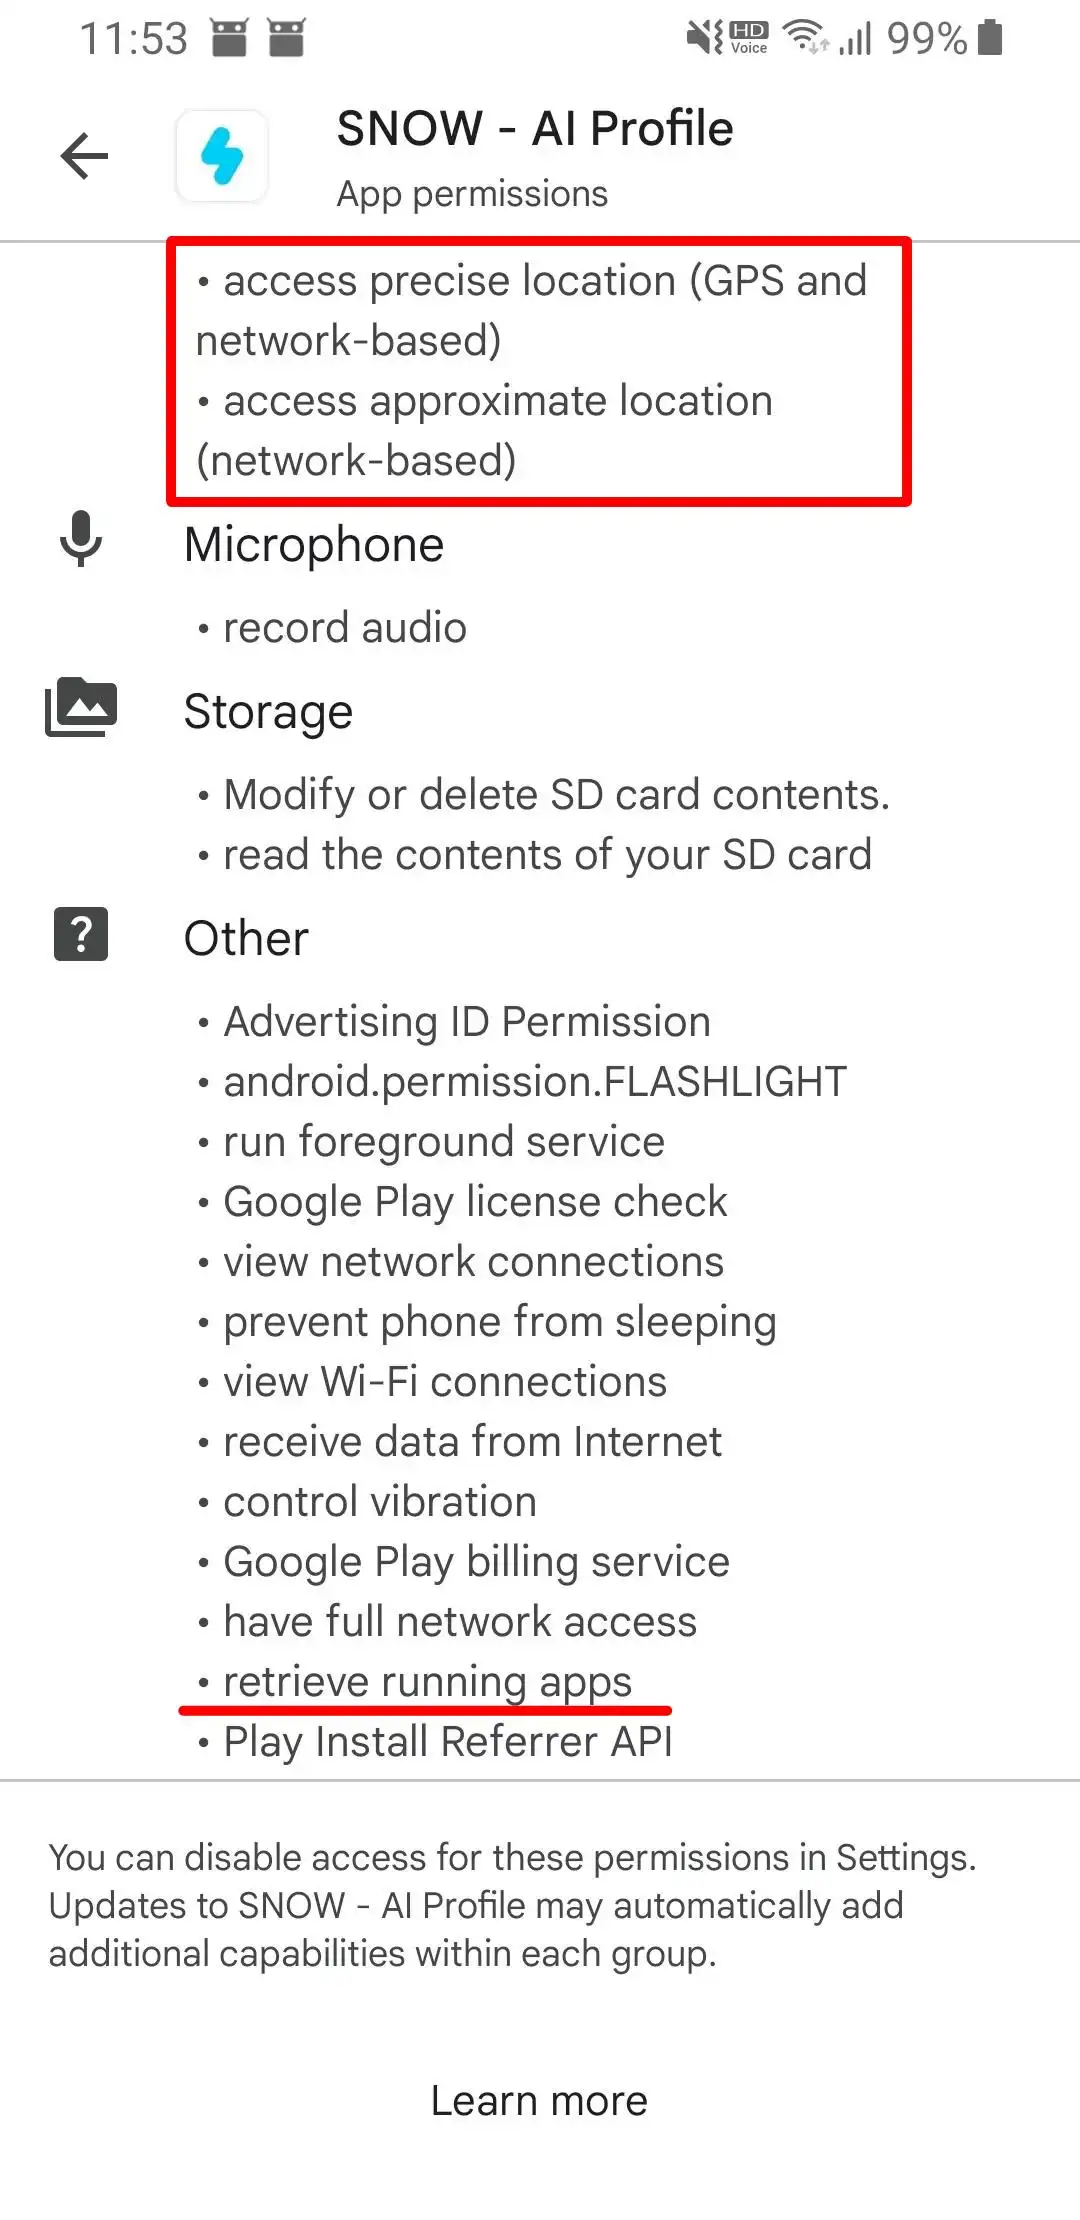 11:53 HD Voice 99%
SNOW - AI Profile
App permissions
• access precise location (GPS and
network-based)
• access approximate location
(network-based)
Microphone
• record audio
Storage
• Modify or delete SD card contents.
• read the contents of your SD card
? Other
• Advertising ID Permission
• android.permission.FLASHLIGHT
• run foreground service
• Google Play license check
• view network connections
• prevent phone from sleeping
• view Wi-Fi connections
• receive data from Internet
• control vibration
• Google Play billing service
• have full network access
• retrieve running apps
• Play Install Referrer API
You can disable access for these permissions in Settings.
Updates to SNOW - AI Profile may automatically add
additional capabilities within each group.
Learn more